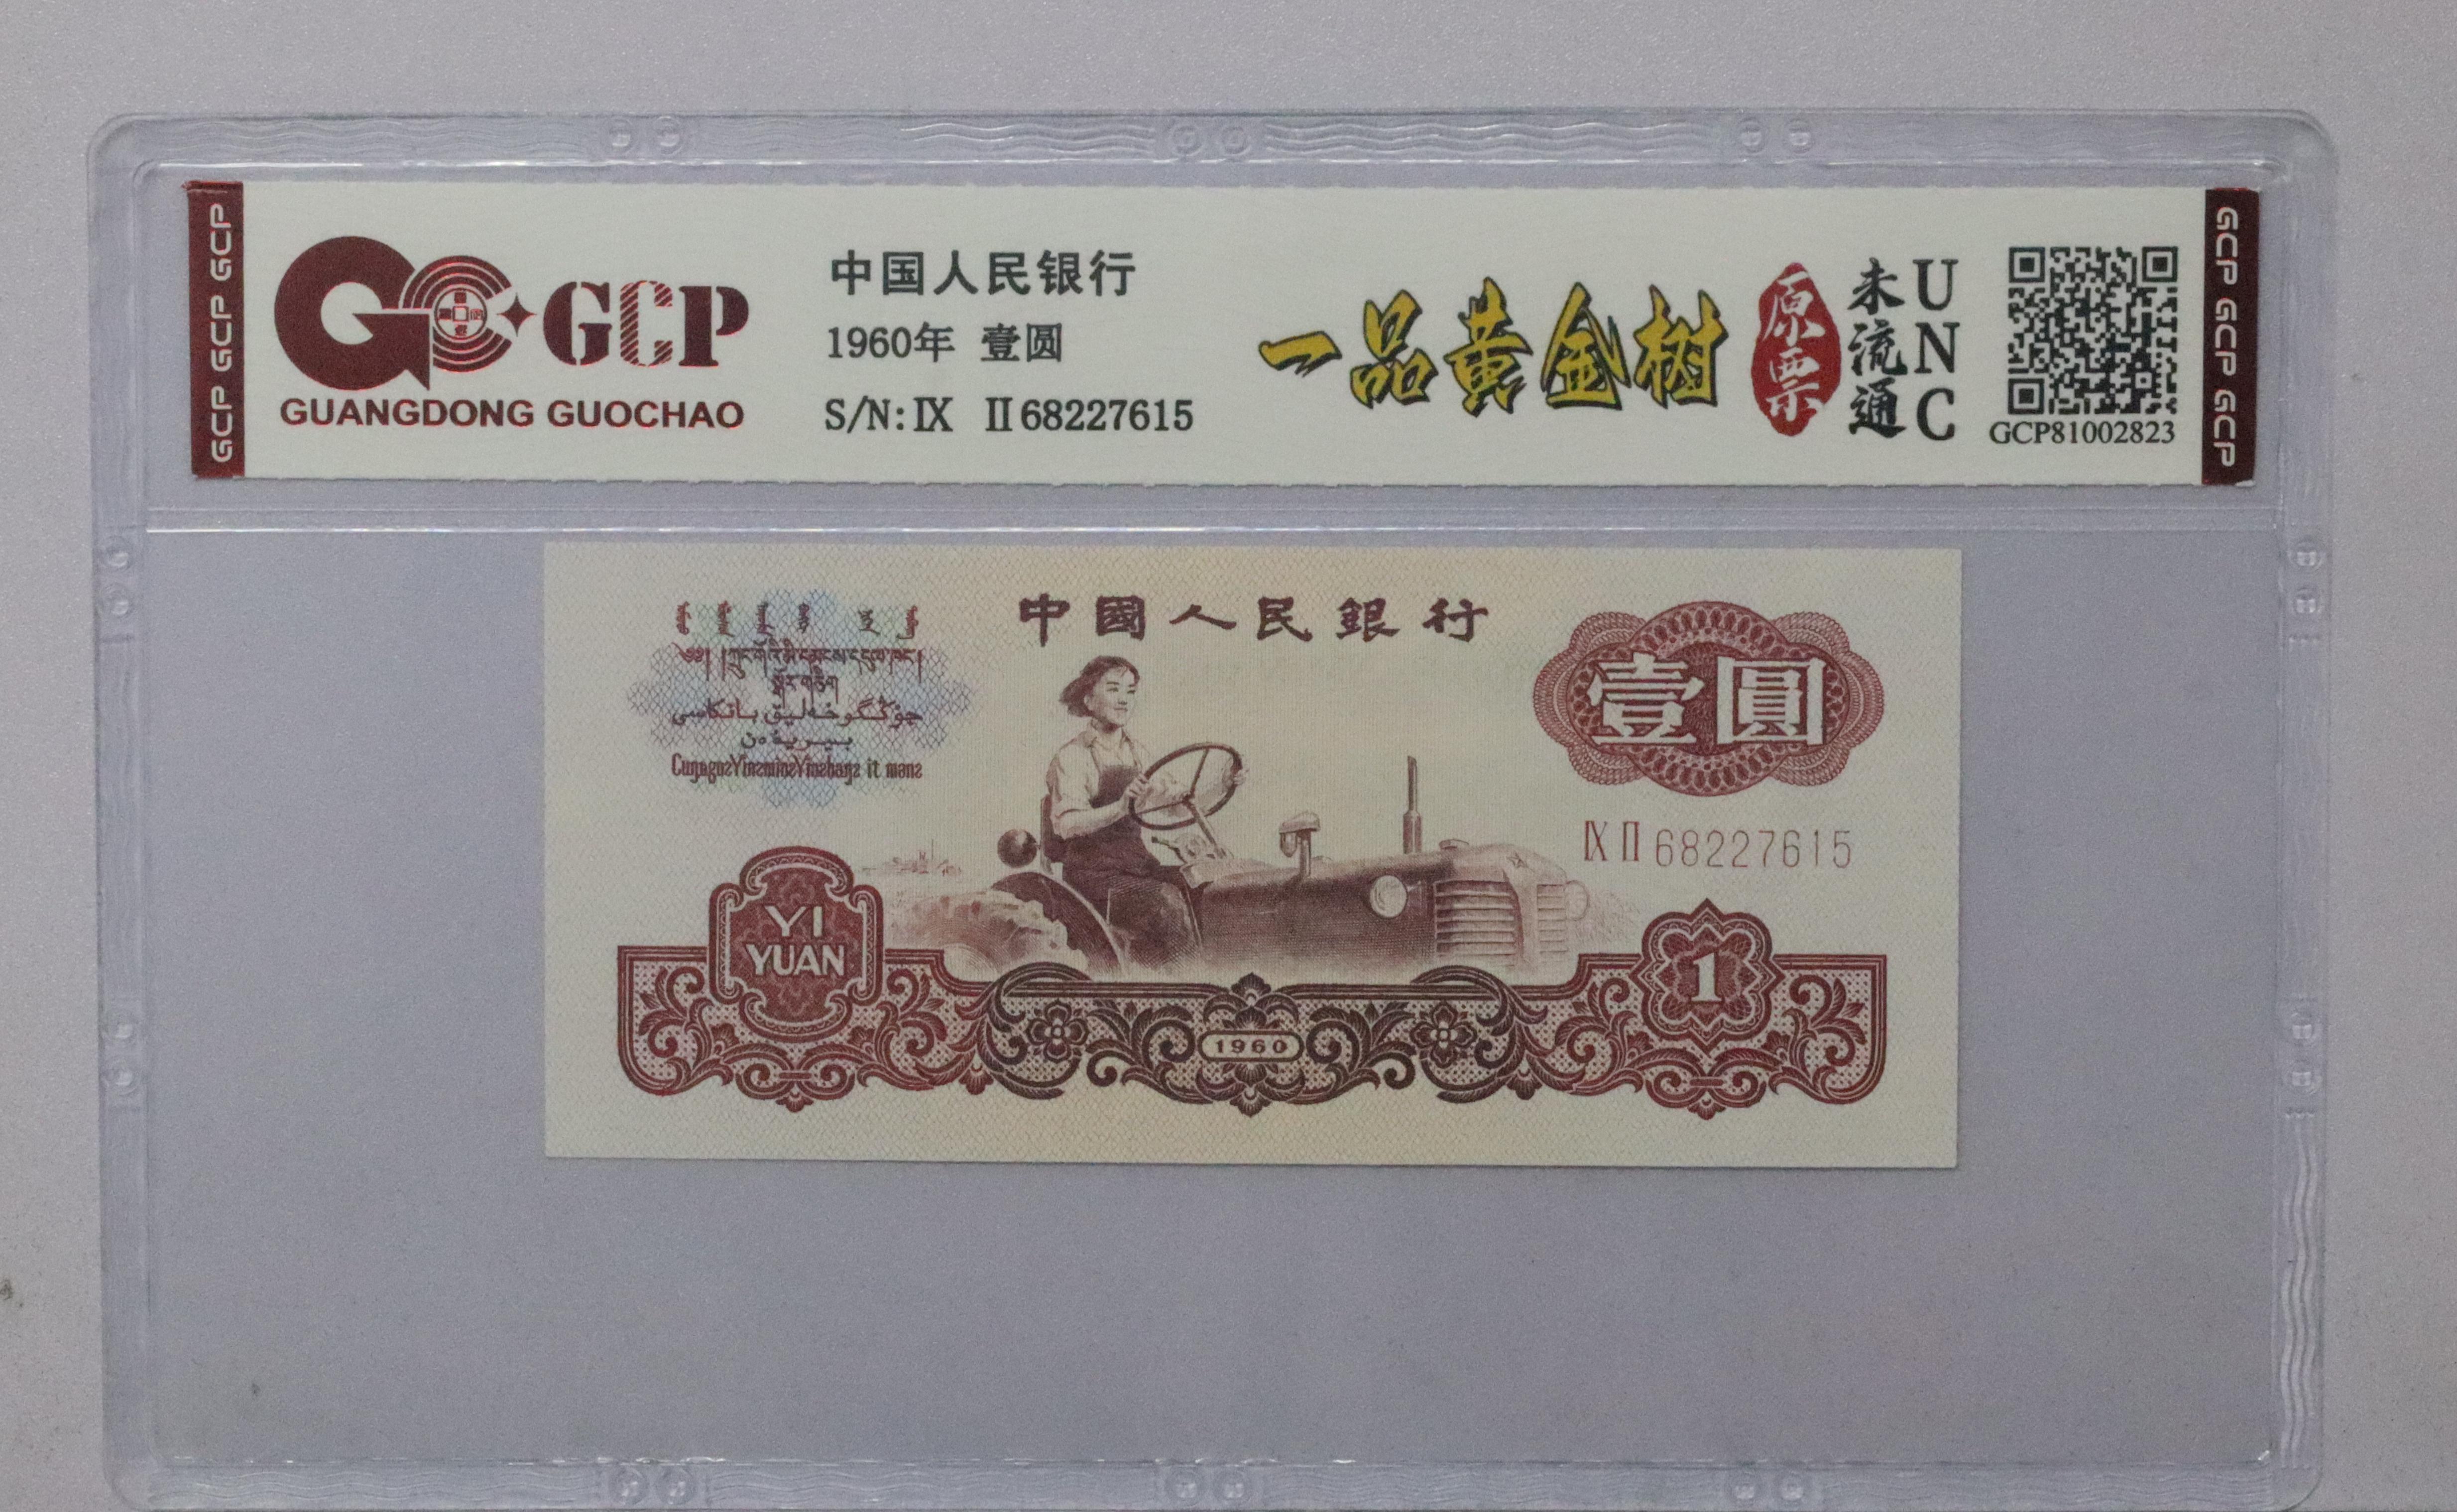 GCP GCP GCP
GCP
GUANGDONG GUOCHAO
中国人民银行
1960年 壹圆
S/N: IX II 68227615
一品黄金树
原票
未流通
UNC
GCP81002823
GCP GCP GCP
中國人民銀行
壹圓
IX II 68227615
YI
YUAN
1960
1